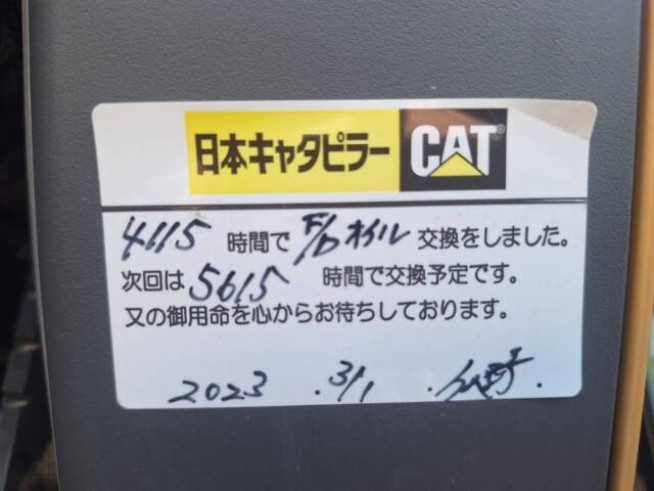 日本キャタピラー CAT®
4115 時間で F/D オイル 交換をしました。
次回は 5615 時間で交換予定です。
又の御用命を心からお待ちしております。
2023 . 3/1 .